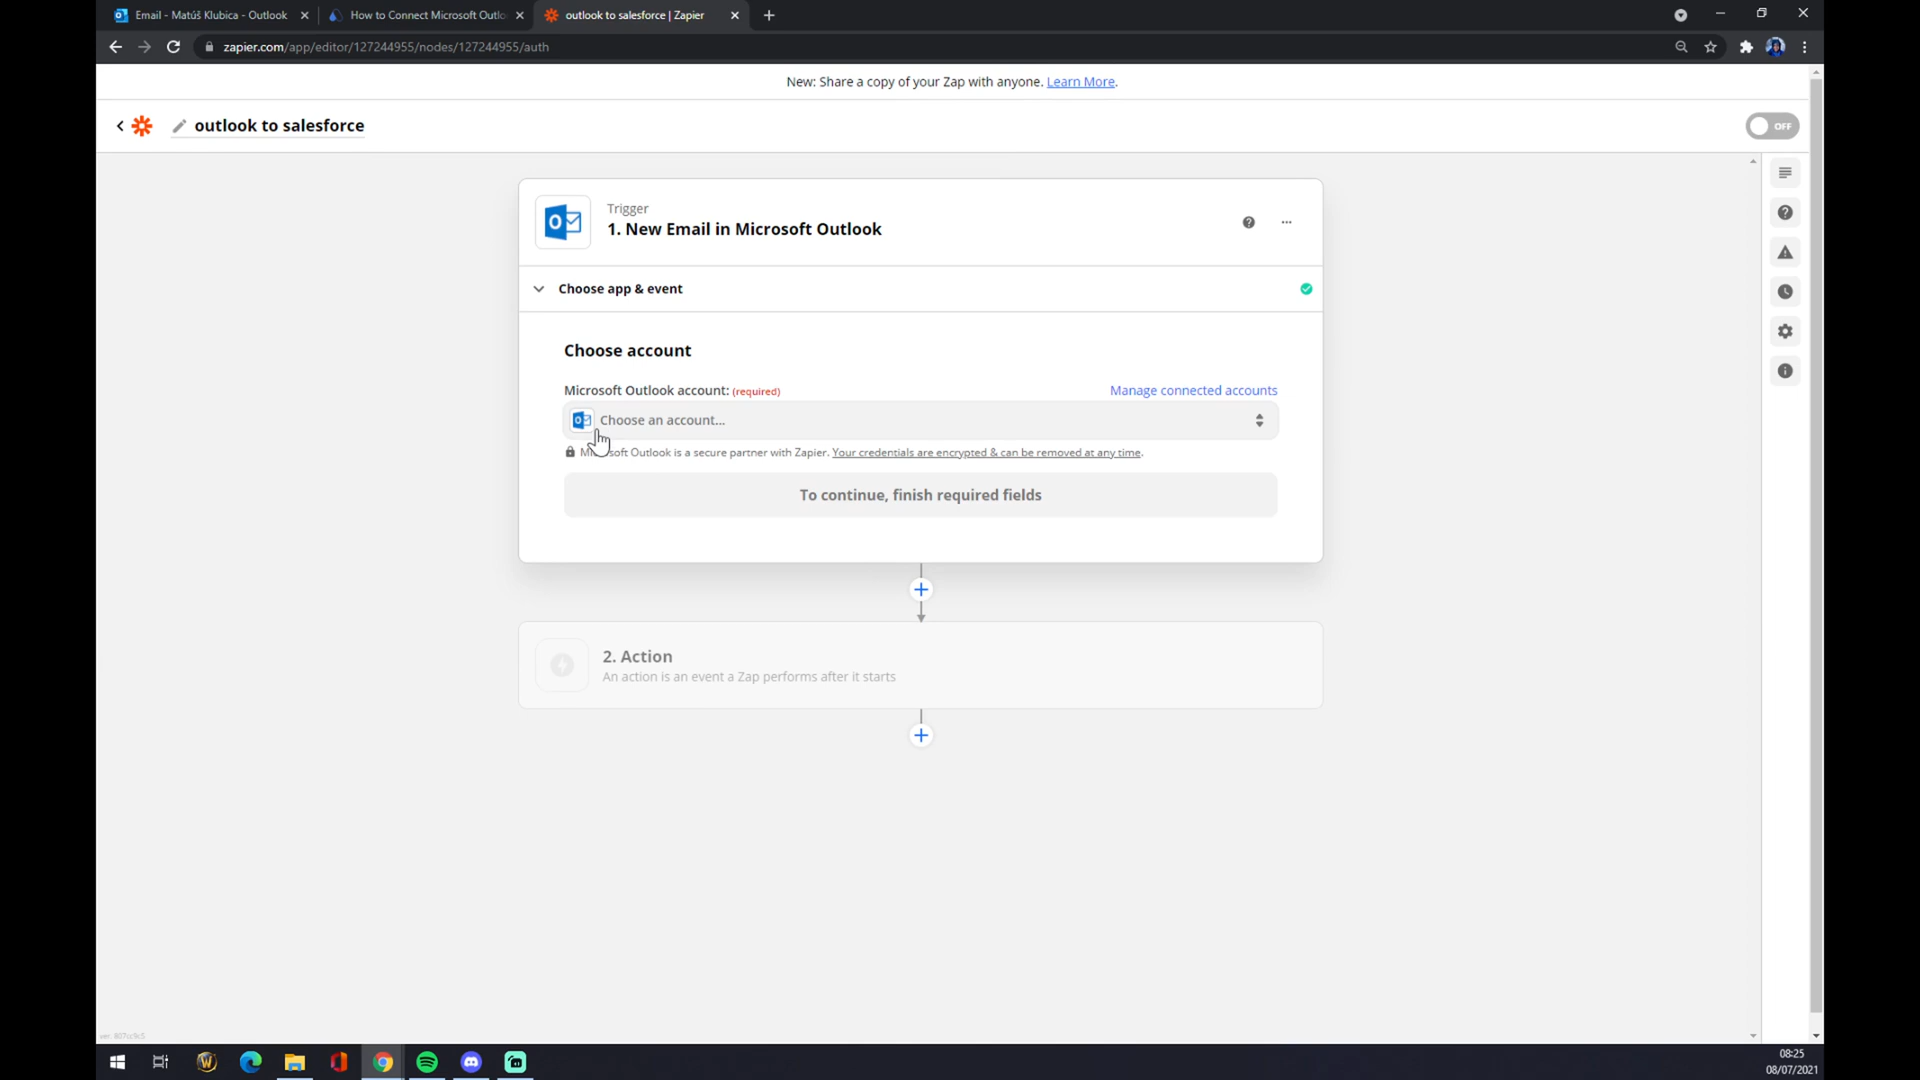 Email - Matúš Klubica - Outlook
How to Connect Microsoft Outlo
outlook to salesforce | Zapier
zapier.com/app/editor/127244955/nodes/127244955/auth
New: Share a copy of your Zap with anyone. Learn More.
outlook to salesforce
OFF
Trigger
1. New Email in Microsoft Outlook
Choose app & event
Choose account
Microsoft Outlook account: (required)
Manage connected accounts
Choose an account...
Microsoft Outlook is a secure partner with Zapier. Your credentials are encrypted & can be removed at any time.
To continue, finish required fields
2. Action
An action is an event a Zap performs after it starts
08:25
08/07/2021